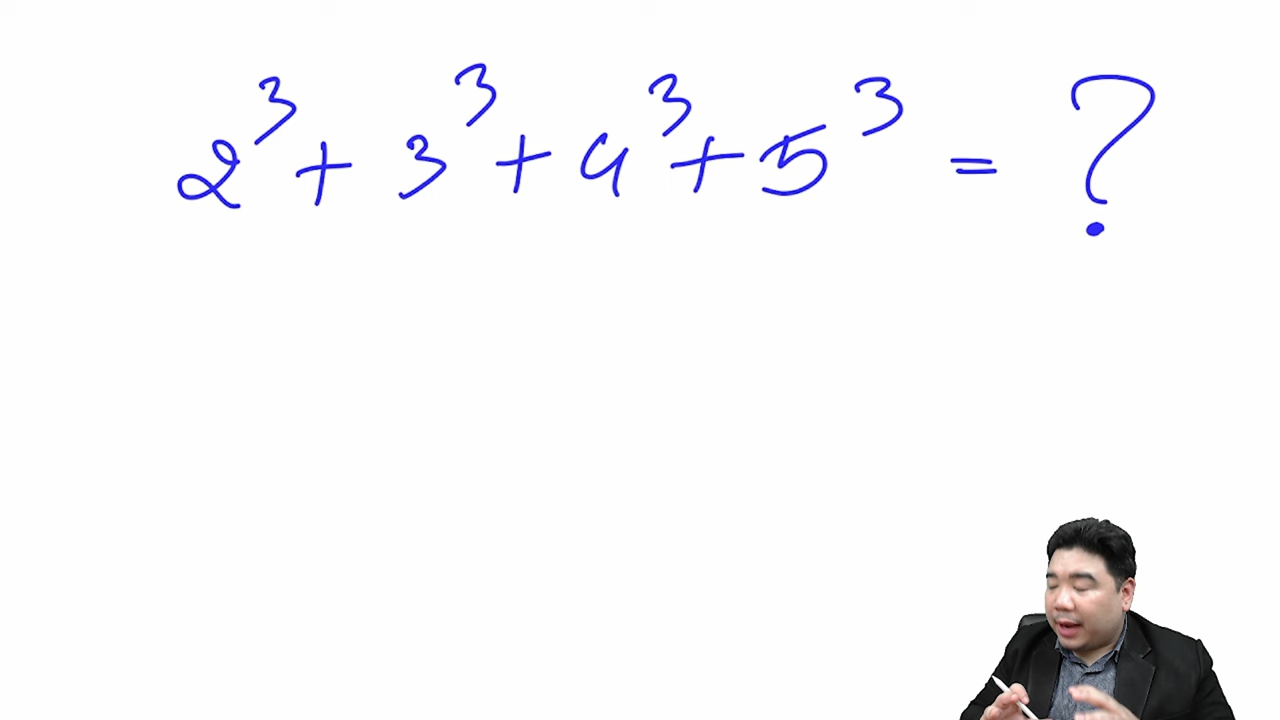 2³ + 3³ + 4³ + 5³ = ?